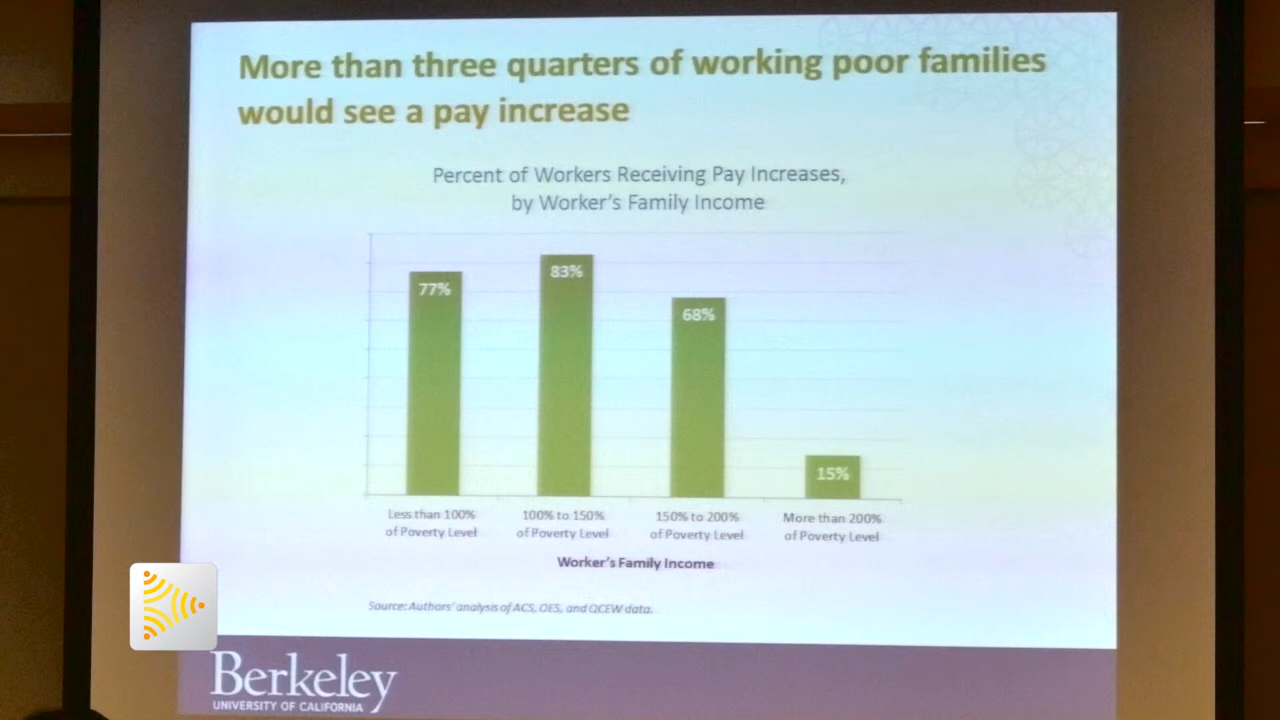 More than three quarters of working poor families
would see a pay increase
Percent of Workers Receiving Pay Increases,
by Worker's Family Income
77%
83%
68%
15%
Less than 100%
of Poverty Level
100% to 150%
of Poverty Level
150% to 200%
of Poverty Level
More than 200%
of Poverty Level
Worker's Family Income
Source: Authors' analysis of ACS, OES, and QCEW data.
Berkeley
UNIVERSITY OF CALIFORNIA